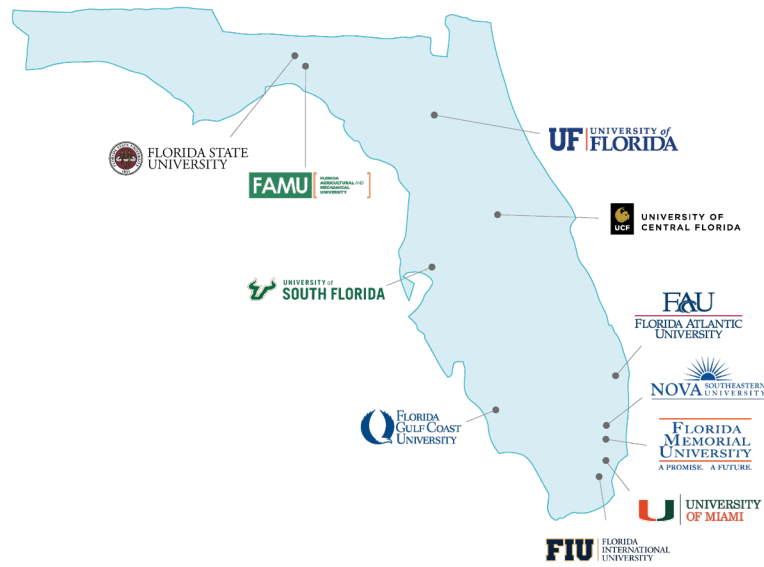 UF UNIVERSITY of
FLORIDA
FLORIDA STATE
UNIVERSITY
FAMU FLORIDA
AGRICULTURAL AND
MECHANICAL
UNIVERSITY
UCF
UNIVERSITY OF
CENTRAL FLORIDA
UNIVERSITY of
SOUTH FLORIDA
FAU
FLORIDA ATLANTIC
UNIVERSITY
NOVA SOUTHEASTERN
UNIVERSITY
FLORIDA
GULF COAST
UNIVERSITY
FLORIDA
MEMORIAL
UNIVERSITY
A PROMISE. A FUTURE.
U UNIVERSITY
OF MIAMI
FIU FLORIDA
INTERNATIONAL
UNIVERSITY